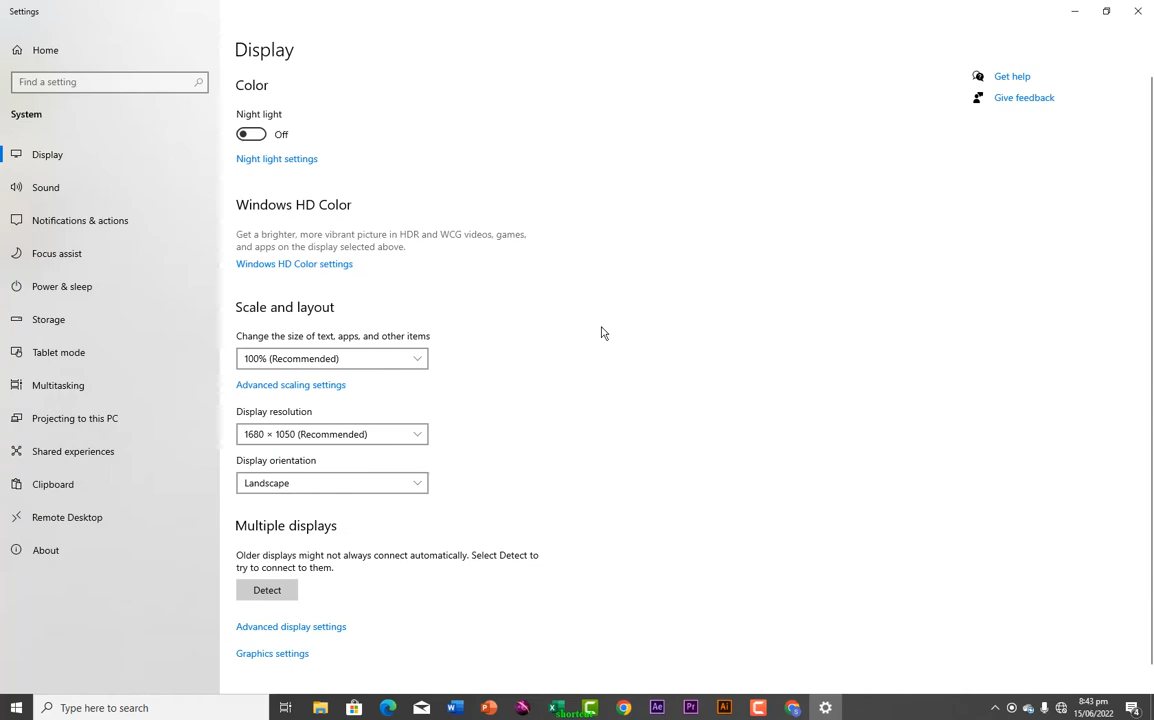 Settings
Home
Find a setting
System
Display
Sound
Notifications & actions
Focus assist
Power & sleep
Storage
Tablet mode
Multitasking
Projecting to this PC
Shared experiences
Clipboard
Remote Desktop
About
Display
Color
Night light
Off
Night light settings
Windows HD Color
Get a brighter, more vibrant picture in HDR and WCG videos, games,
and apps on the display selected above.
Windows HD Color settings
Scale and layout
Change the size of text, apps, and other items
100% (Recommended)
Advanced scaling settings
Display resolution
1680 × 1050 (Recommended)
Display orientation
Landscape
Multiple displays
Older displays might not always connect automatically. Select Detect to
try to connect to them.
Detect
Advanced display settings
Graphics settings
Get help
Give feedback
Type here to search
Ae
Pr
Ai
8:43 pm
15/06/2022
4